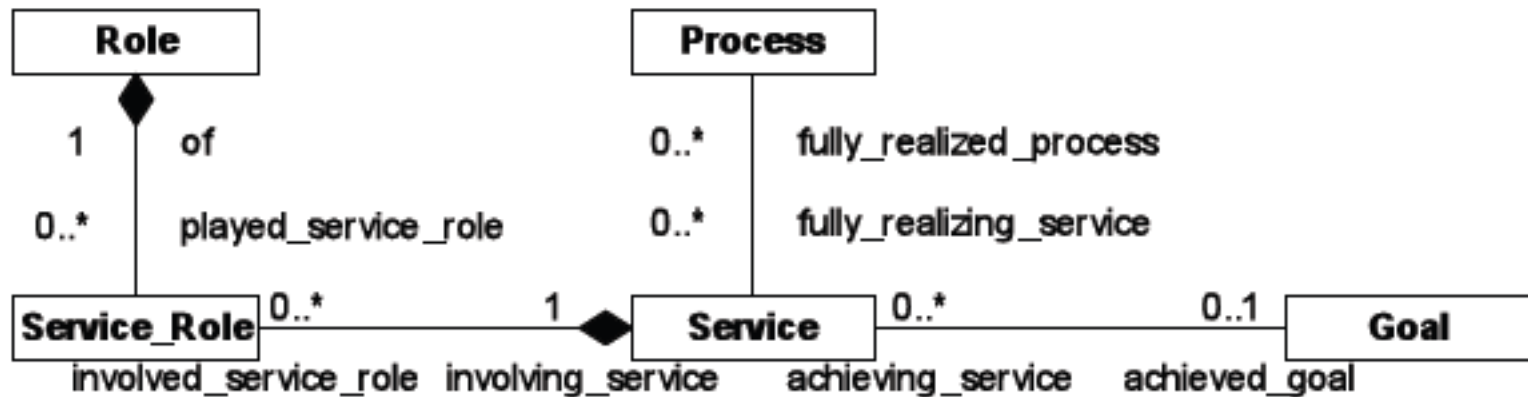 Role Process
1 of 0..* fully_realized_process
0..* played_service_role 0..* fully_realizing_service
Service_Role 0..* 1 Service 0..* 0..1 Goal
involved_service_role involving_service achieving_service achieved_goal